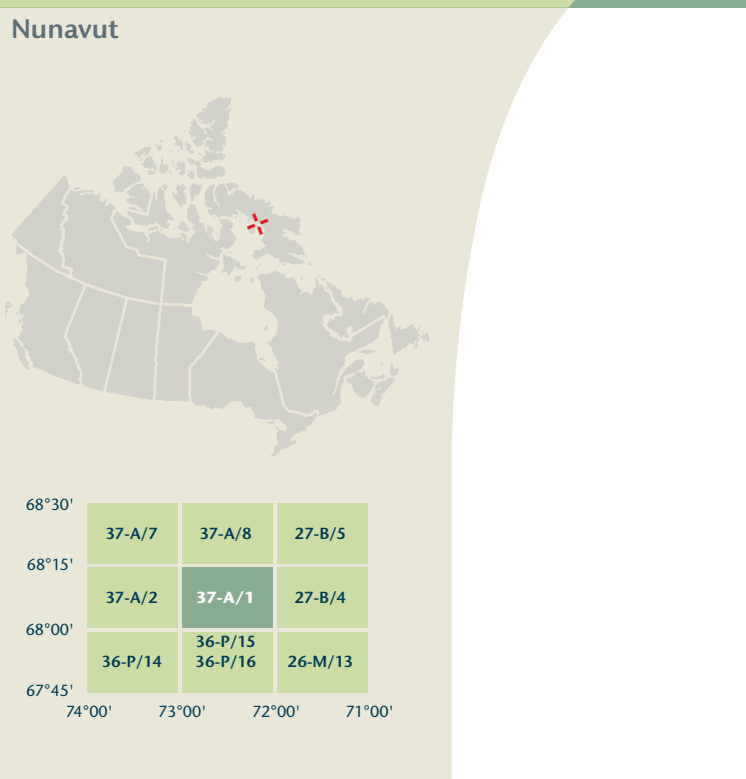 Nunavut
68°30'
37-A/7 37-A/8 27-B/5
68°15'
37-A/2 37-A/1 27-B/4
68°00'
36-P/15
36-P/14 36-P/16 26-M/13
67°45'
74°00' 73°00' 72°00' 71°00'